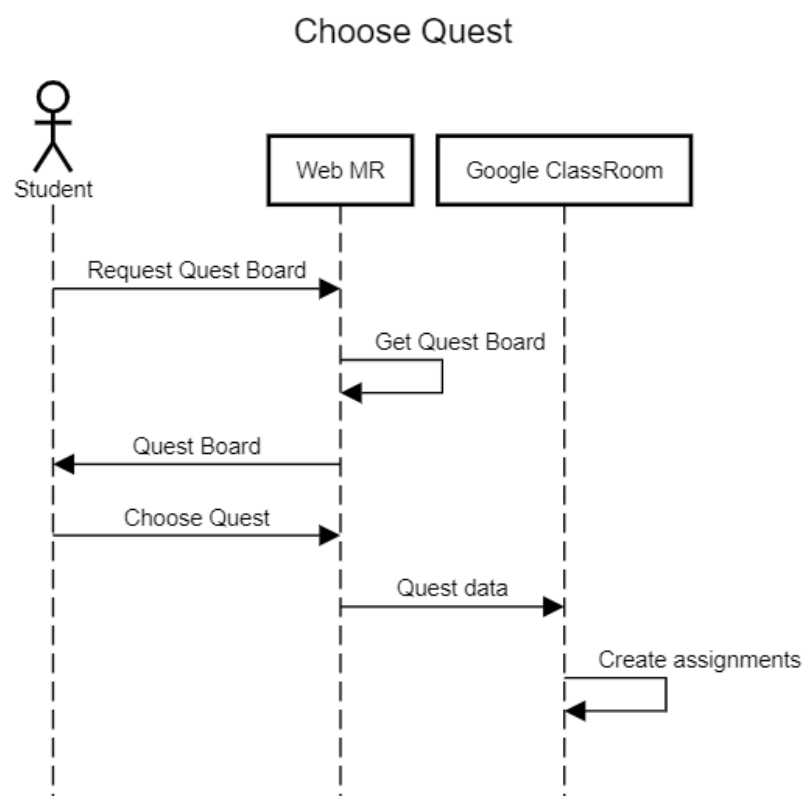 Choose Quest
Student
Web MR
Google ClassRoom
Request Quest Board
Get Quest Board
Quest Board
Choose Quest
Quest data
Create assignments